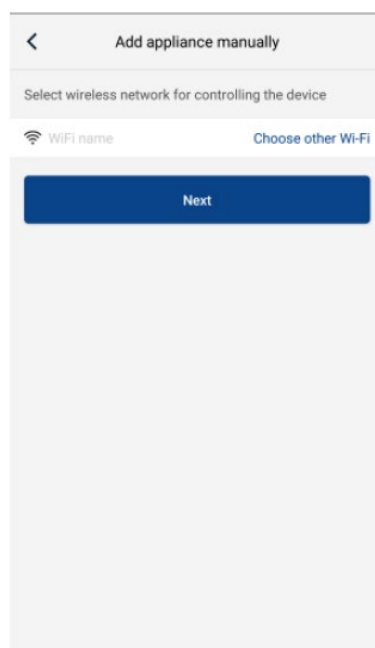 Add appliance manually
Select wireless network for controlling the device
WiFi name Choose other Wi-Fi
Next